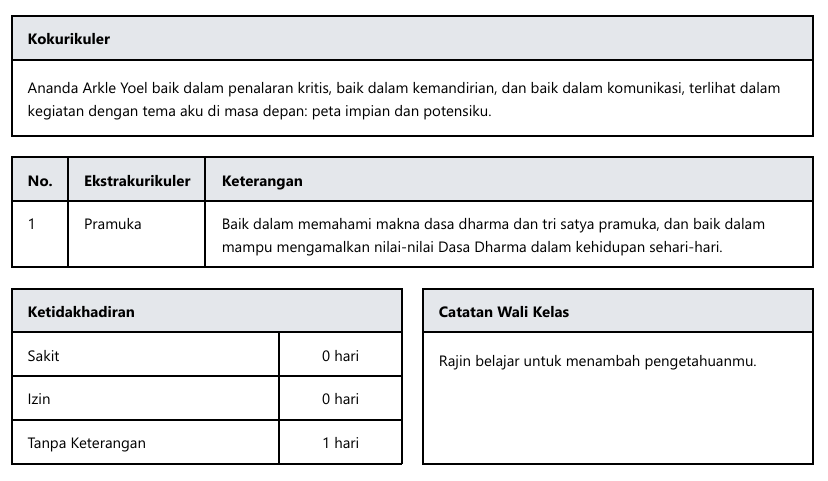 Kokurikuler
Ananda Arkle Yoel baik dalam penalaran kritis, baik dalam kemandirian, dan baik dalam komunikasi, terlihat dalam
kegiatan dengan tema aku di masa depan: peta impian dan potensiku.
No. Ekstrakurikuler Keterangan
1 Pramuka Baik dalam memahami makna dasa dharma dan tri satya pramuka, dan baik dalam
mampu mengamalkan nilai-nilai Dasa Dharma dalam kehidupan sehari-hari.
Ketidakhadiran
Sakit 0 hari
Izin 0 hari
Tanpa Keterangan 1 hari
Catatan Wali Kelas
Rajin belajar untuk menambah pengetahuanmu.